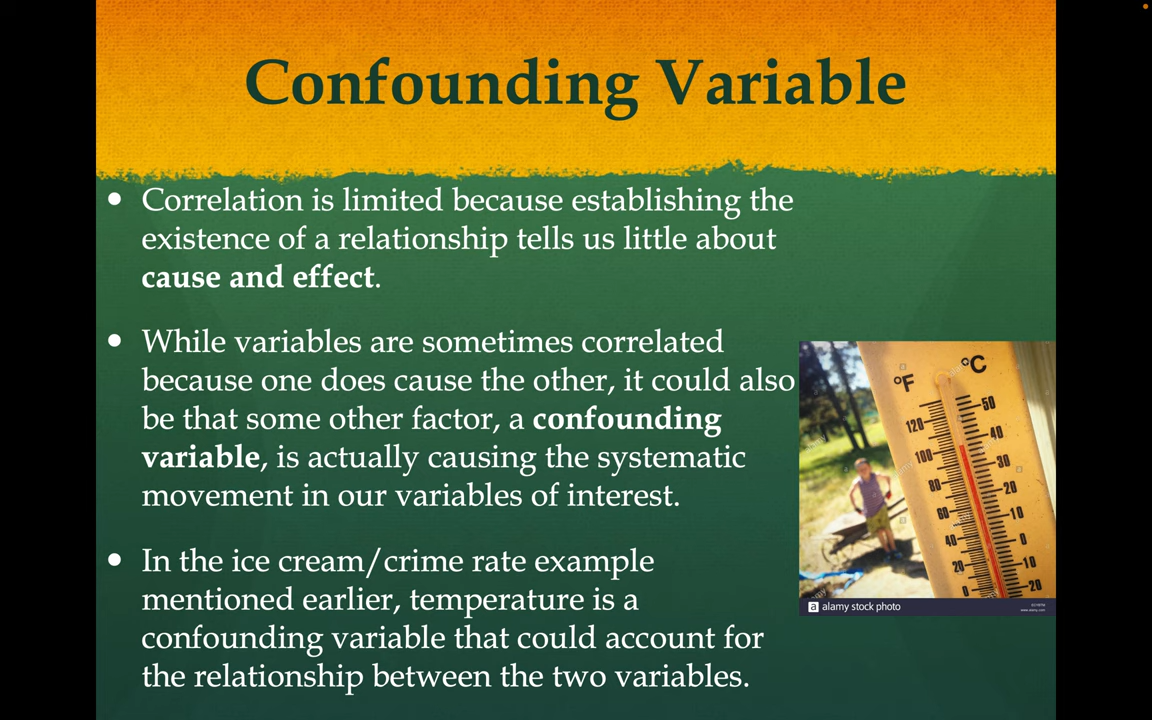 Confounding Variable
• Correlation is limited because establishing the
existence of a relationship tells us little about
cause and effect.
• While variables are sometimes correlated
because one does cause the other, it could also
be that some other factor, a confounding
variable, is actually causing the systematic
movement in our variables of interest.
• In the ice cream/crime rate example
mentioned earlier, temperature is a
confounding variable that could account for
the relationship between the two variables.
°F °C
50
120
40
100
30
80
20
60
10
40
0
20
10
0
20
a alamy stock photo
www.alamy.com